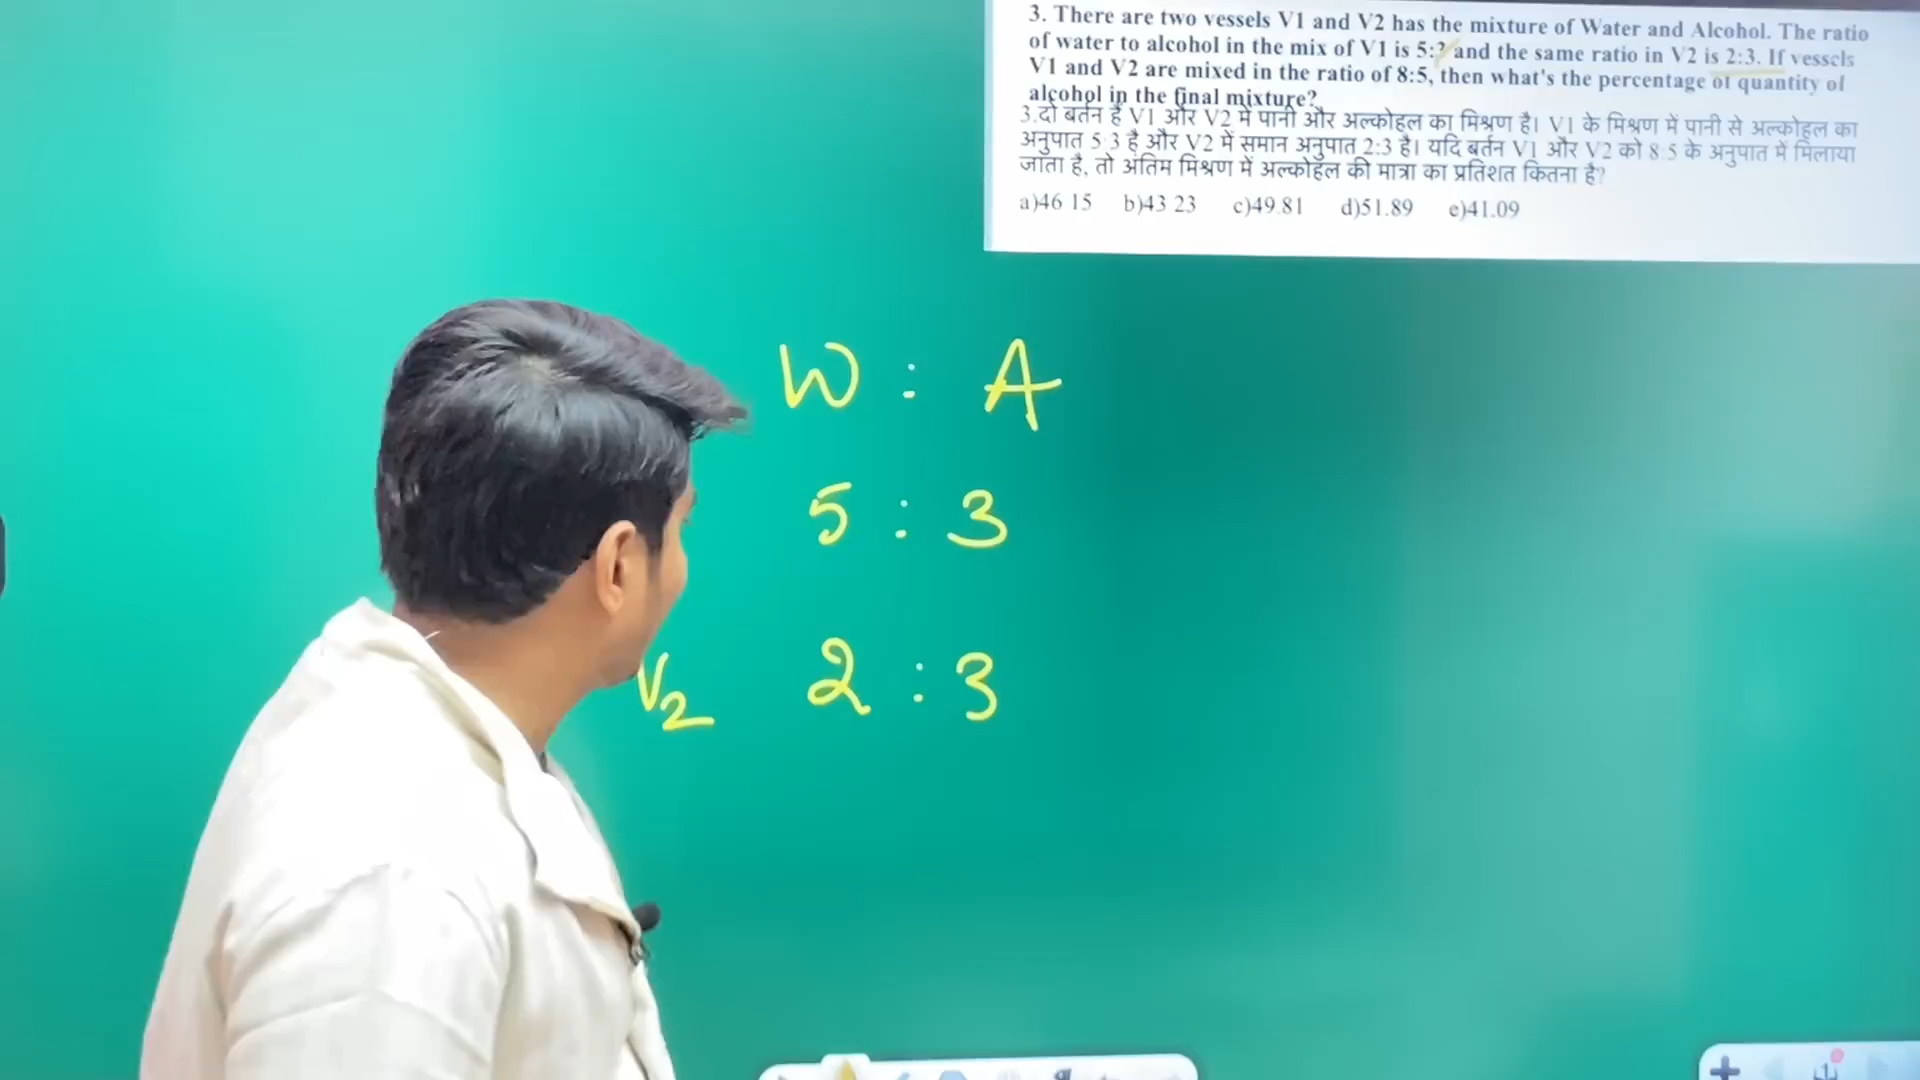 3. There are two vessels V1 and V2 has the mixture of Water and Alcohol. The ratio
of water to alcohol in the mix of V1 is 5: and the same ratio in V2 is 2:3. If vessels
V1 and V2 are mixed in the ratio of 8:5, then what's the percentage of quantity of
alcohol in the final mixture?
3.दो बर्तन हैं V1 और V2 में पानी और अल्कोहल का मिश्रण है। V1 के मिश्रण में पानी से अल्कोहल का
अनुपात 5 3 है और V2 में समान अनुपात 2:3 है। यदि बर्तन V1 और V2 को 8 5 के अनुपात में मिलाया
जाता है, तो अंतिम मिश्रण में अल्कोहल की मात्रा का प्रतिशत कितना है?
a)46 15 b)43 23 c)49.81 d)51.89 e)41.09
W : A
5 : 3
V2 2 : 3